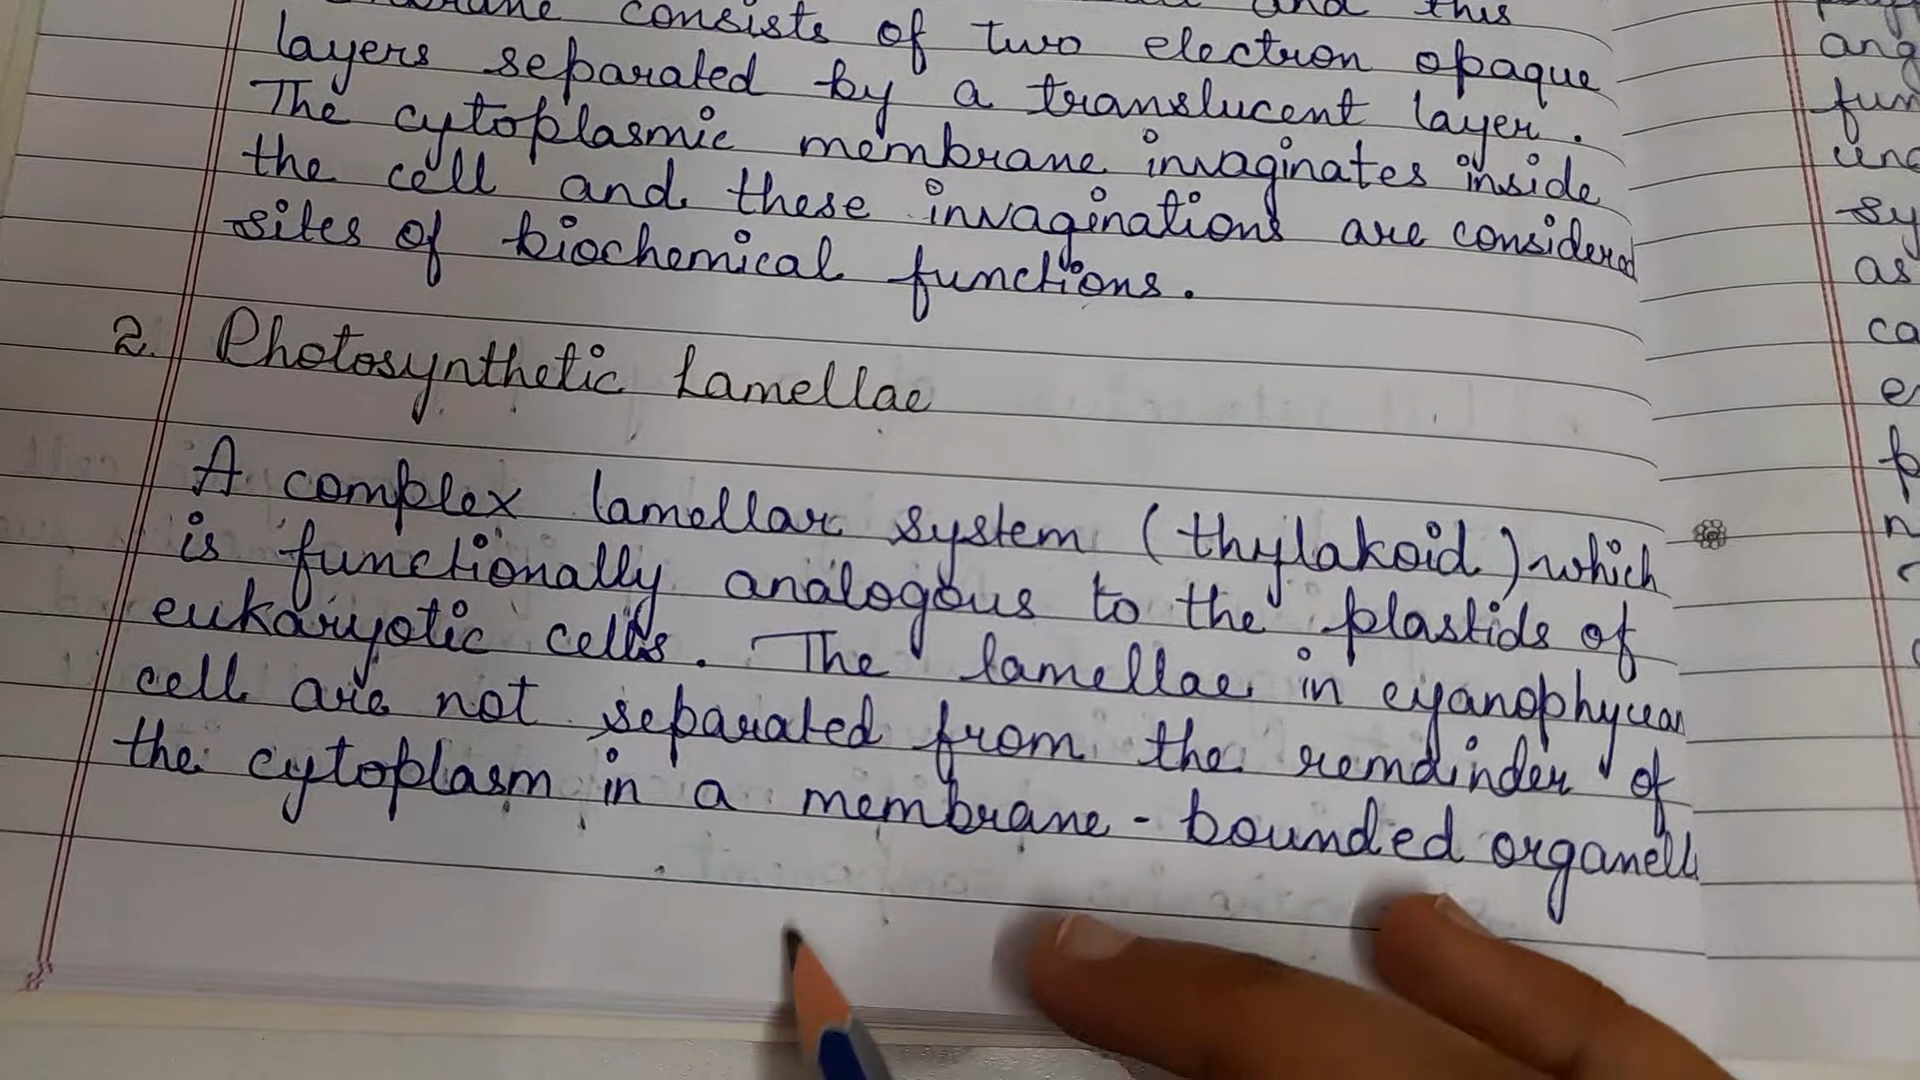 consists of two electron opaque
layers separated by a translucent layer.
The cytoplasmic membrane invaginates inside
the cell and these invaginations are considered
sites of biochemical functions.
2. Photosynthetic Lamellae
A complex lamellar system (thylakoid) which
is functionally analogous to the plastids of
eukaryotic cells. The lamellae in cyanophycean
cell are not separated from the remainder of
the cytoplasm in a membrane-bounded organell
as
ca